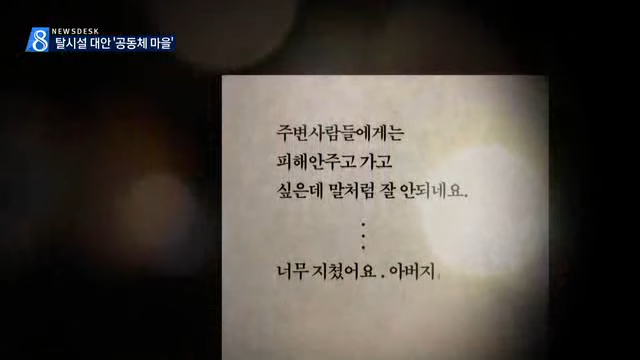 8 NEWSDESK
탈시설 대안 '공동체 마을'
주변사람들에게는
피해안주고 가고
싶은데 말처럼 잘 안되네요.
.
.
.
너무 지쳤어요 . 아버지